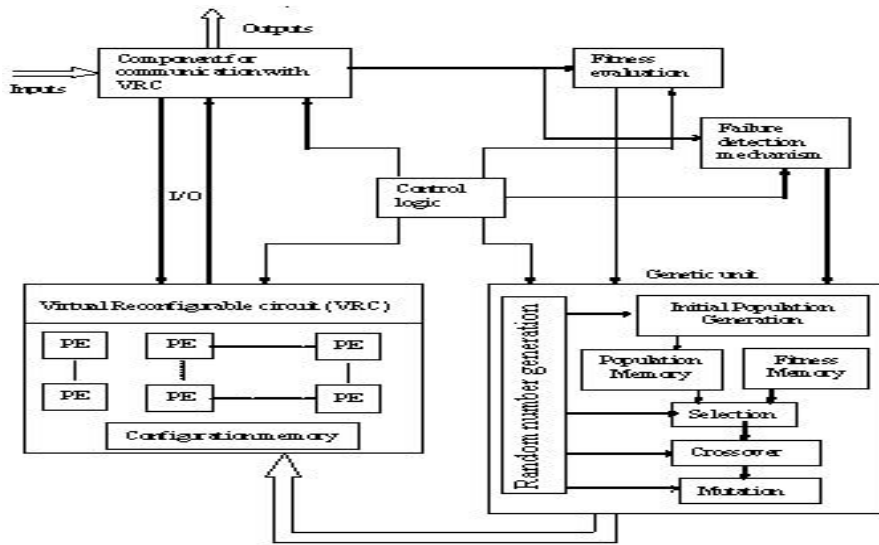 Outputs
Component for
communication with
VRC
Inputs
Fitness
evaluation
Failure
detection
mechanism
Control
logic
I/O
Genetic unit
Virtual Reconfigurable circuit (VRC)
PE
PE
PE
PE
PE
PE
Configuration memory
Random number generation
Initial Population
Generation
Population
Memory
Fitness
Memory
Selection
Crossover
Mutation